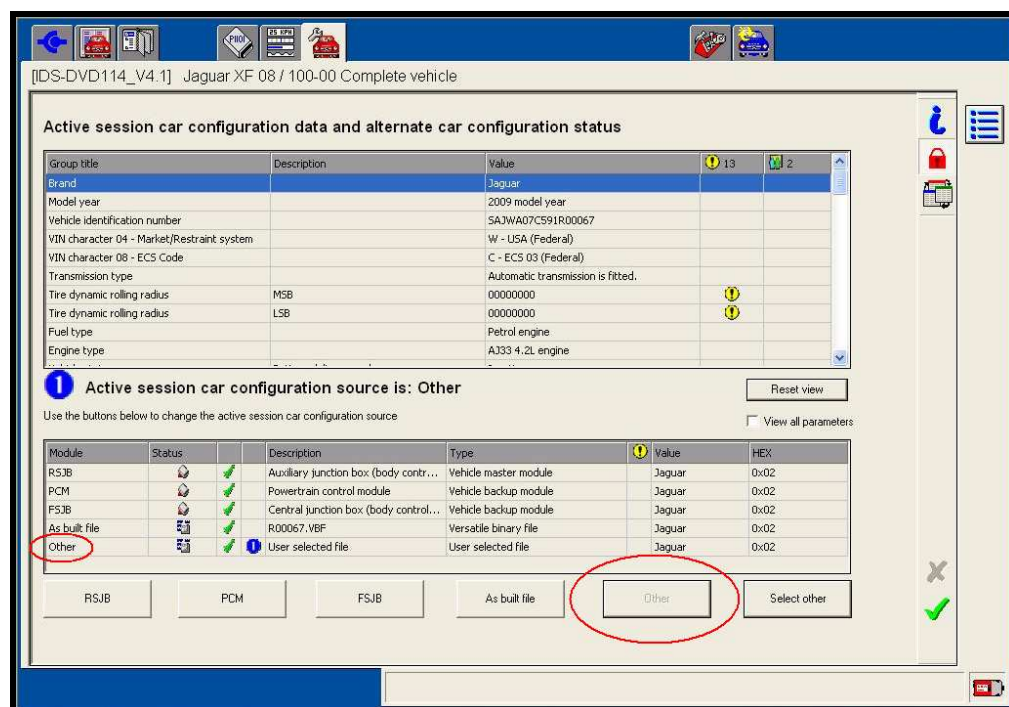 PHOI 25 KPH
[IDS-DVD114_V4.1] Jaguar XF 08 / 100-00 Complete vehicle
Active session car configuration data and alternate car configuration status
Group title Description Value 13 2
Brand Jaguar
Model year 2009 model year
Vehicle identification number SAJWA07C591R00067
VIN character 04 - Market/Restraint system W - USA (Federal)
VIN character 08 - ECS Code C - ECS 03 (Federal)
Transmission type Automatic transmission is fitted.
Tire dynamic rolling radius MSB 00000000
Tire dynamic rolling radius LSB 00000000
Fuel type Petrol engine
Engine type AJ33 4.2L engine
1 Active session car configuration source is: Other
Reset view
Use the buttons below to change the active session car configuration source
View all parameters
Module Status Description Type Value HEX
RSJB Auxiliary junction box (body contr... Vehicle master module Jaguar 0x02
PCM Powertrain control module Vehicle backup module Jaguar 0x02
FSJB Central junction box (body control... Vehicle backup module Jaguar 0x02
As built file R00067.VBF Versatile binary file Jaguar 0x02
Other 1 User selected file User selected file Jaguar 0x02
RSJB PCM FSJB As built file Other Select other